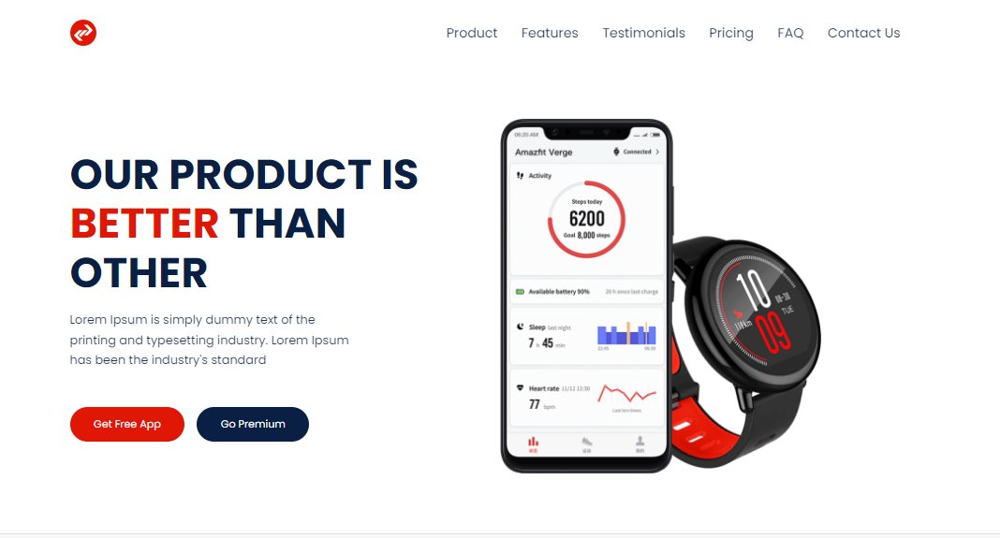 Product Features Testimonials Pricing FAQ Contact Us
OUR PRODUCT IS
BETTER THAN
OTHER
Lorem Ipsum is simply dummy text of the
printing and typesetting industry. Lorem Ipsum
has been the industry's standard
Get Free App Go Premium
06:20 AM
Amazfit Verge Connected
Activity
Steps today
6200
Goal 8,000 steps
Available battery 90% 20 h since last charge
Sleep last night
7 h 45 min
Heart rate 11/12 12:30
77 bpm
Last ten times
10
08-30
TUE
09